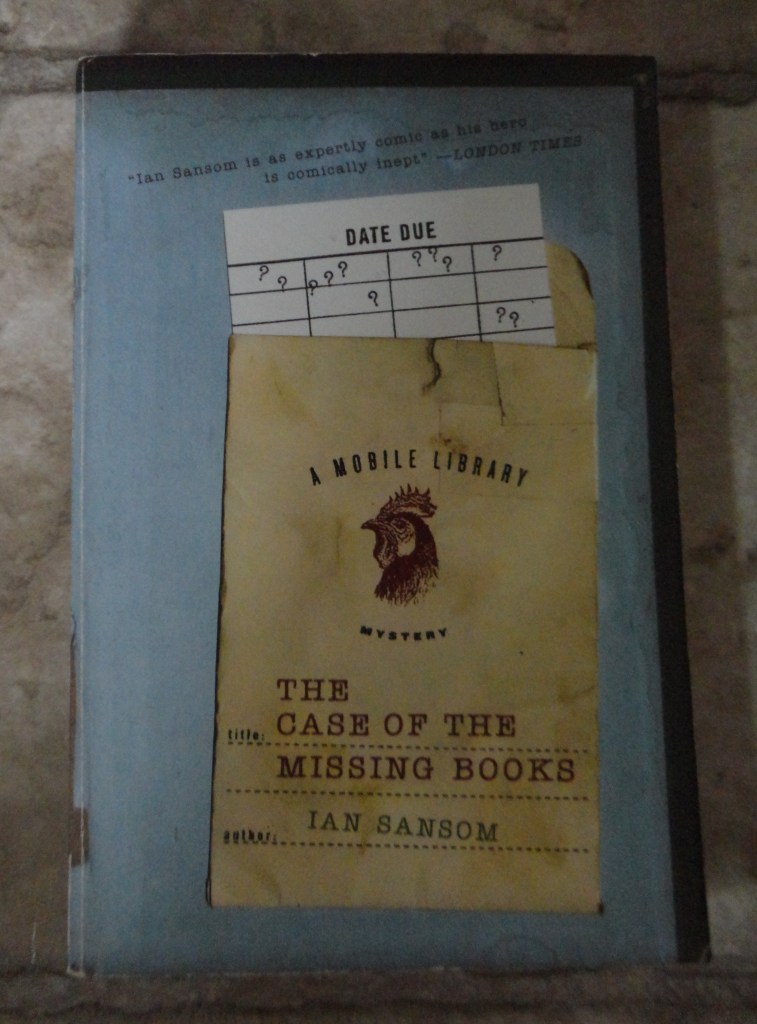 "Ian Sansom is as expertly comic as his hero
is comically inept" —LONDON TIMES
DATE DUE
? ? ? ? ? ? ? ? ?
?
? ?
A MOBILE LIBRARY
MYSTERY
THE
title: CASE OF THE
MISSING BOOKS
author: IAN SANSOM